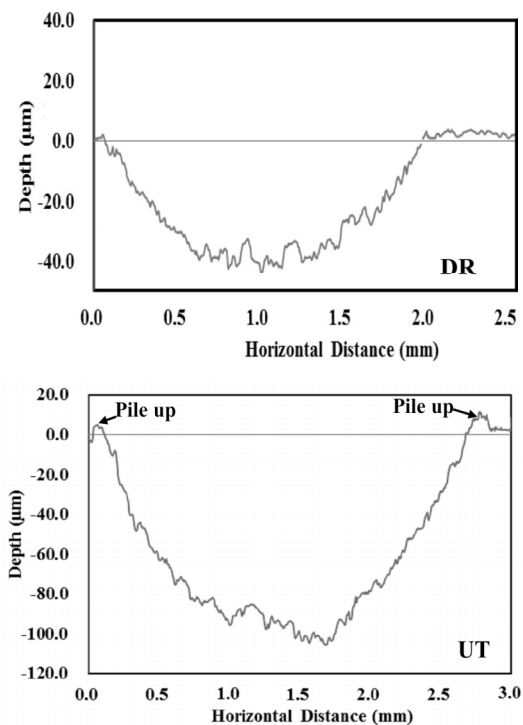 40.0
20.0
0.0
-20.0
-40.0
Depth (µm)
DR
0.0 0.5 1.0 1.5 2.0 2.5
Horizontal Distance (mm)
20.0
0.0
-20.0
-40.0
-60.0
-80.0
-100.0
-120.0
Depth (µm)
Pile up
Pile up
UT
0.0 0.5 1.0 1.5 2.0 2.5 3.0
Horizontal Distance (mm)